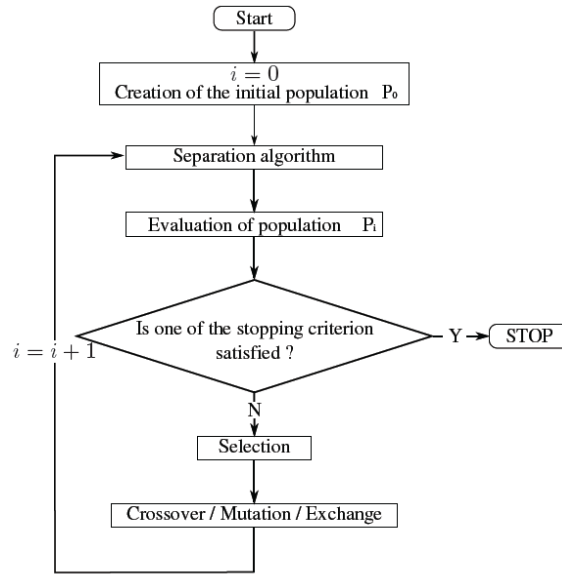 Start
i = 0
Creation of the initial population P₀
Separation algorithm
Evaluation of population Pᵢ
Is one of the stopping criterion
satisfied ?
Y
STOP
i = i + 1
N
Selection
Crossover / Mutation / Exchange